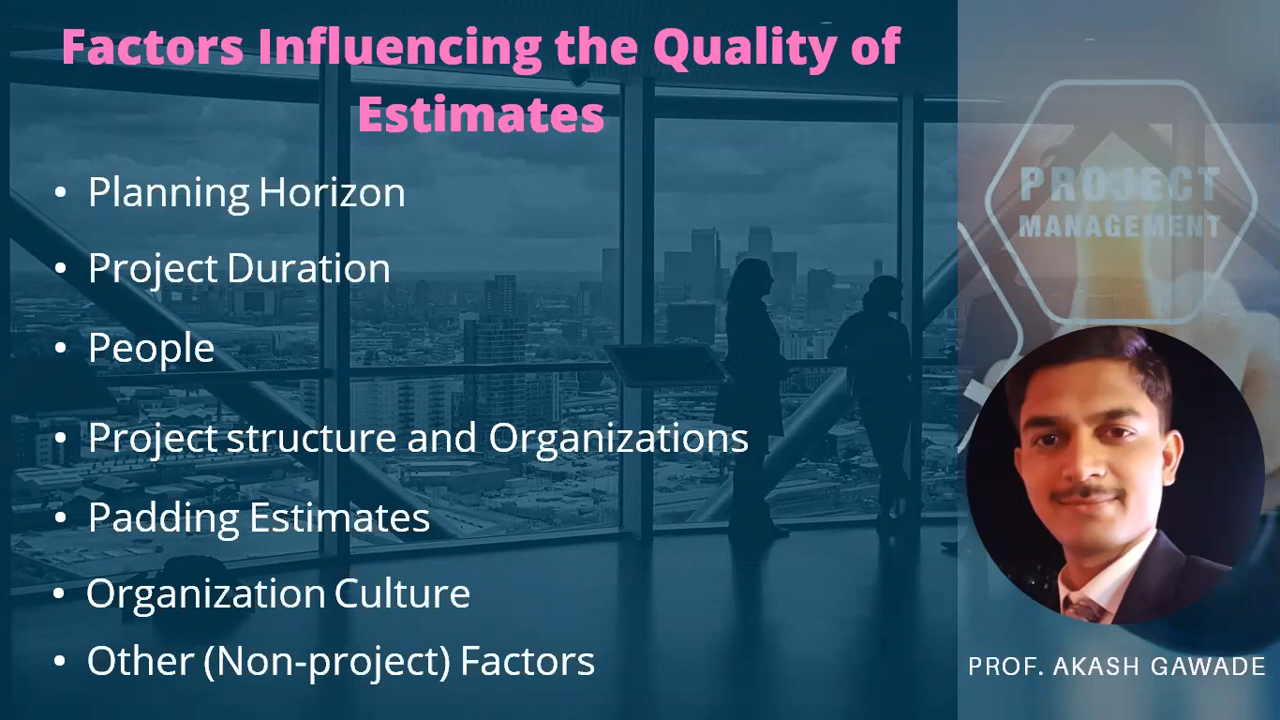 Factors Influencing the Quality of
Estimates
• Planning Horizon
• Project Duration
• People
• Project structure and Organizations
• Padding Estimates
• Organization Culture
• Other (Non-project) Factors
PROJECT
MANAGEMENT
PROF. AKASH GAWADE